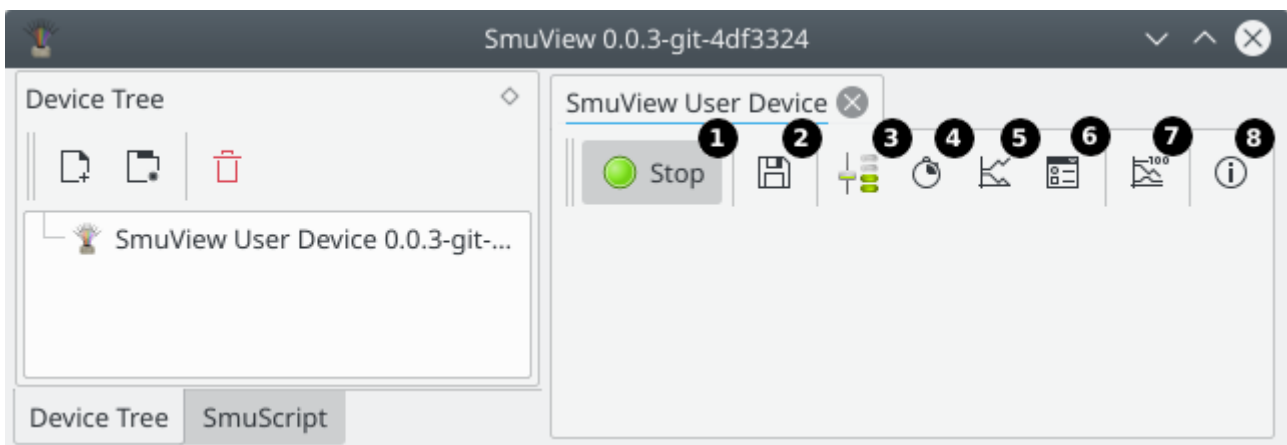 SmuView 0.0.3-git-4df3324
Device Tree
SmuView User Device
1 2 3 4 5 6 7 8
Stop
100
SmuView User Device 0.0.3-git-...
Device Tree
SmuScript